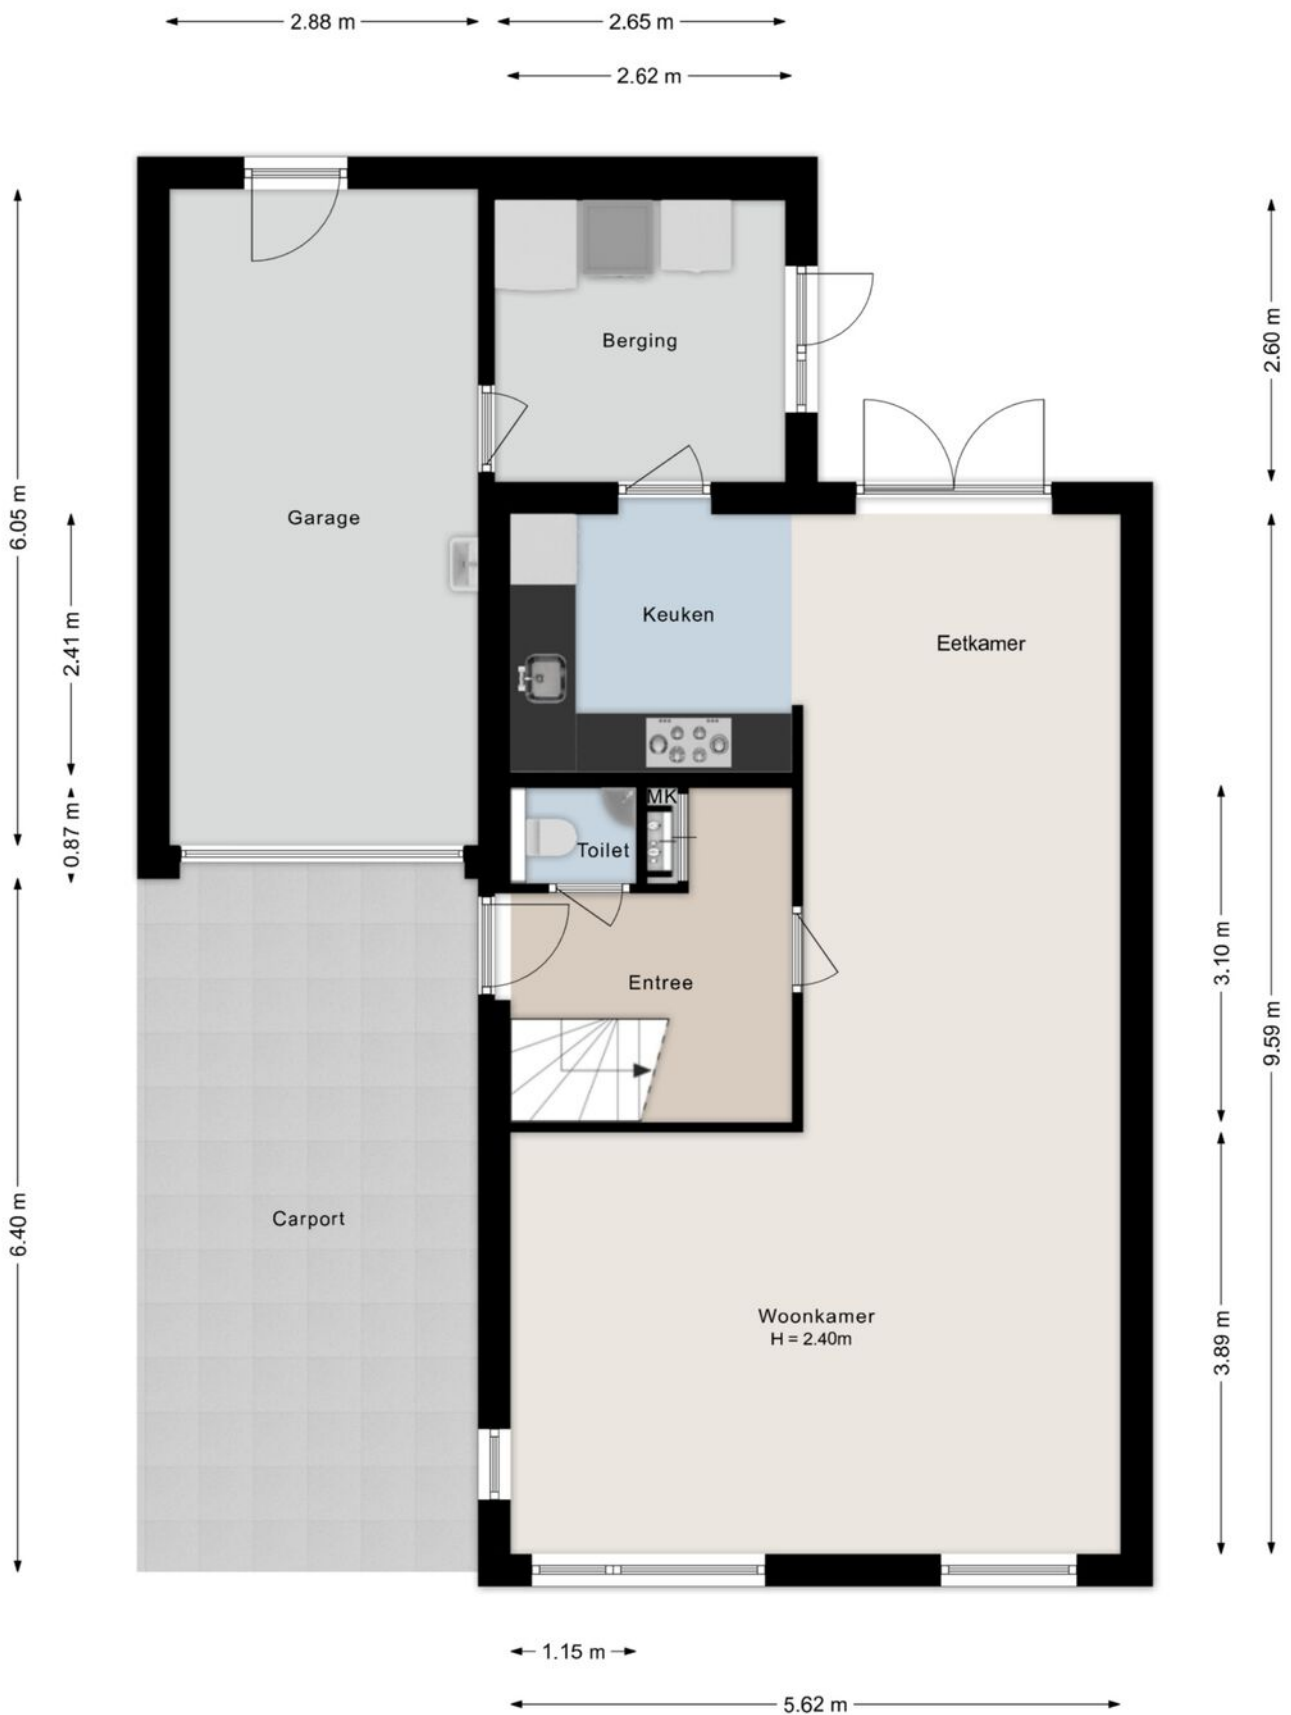 2.88 m
2.65 m
2.62 m
Berging
2.60 m
6.05 m
Garage
2.41 m
Keuken
Eetkamer
MK
0.87 m
Toilet
3.10 m
Entree
9.59 m
6.40 m
Carport
Woonkamer
H = 2.40m
3.89 m
1.15 m
5.62 m